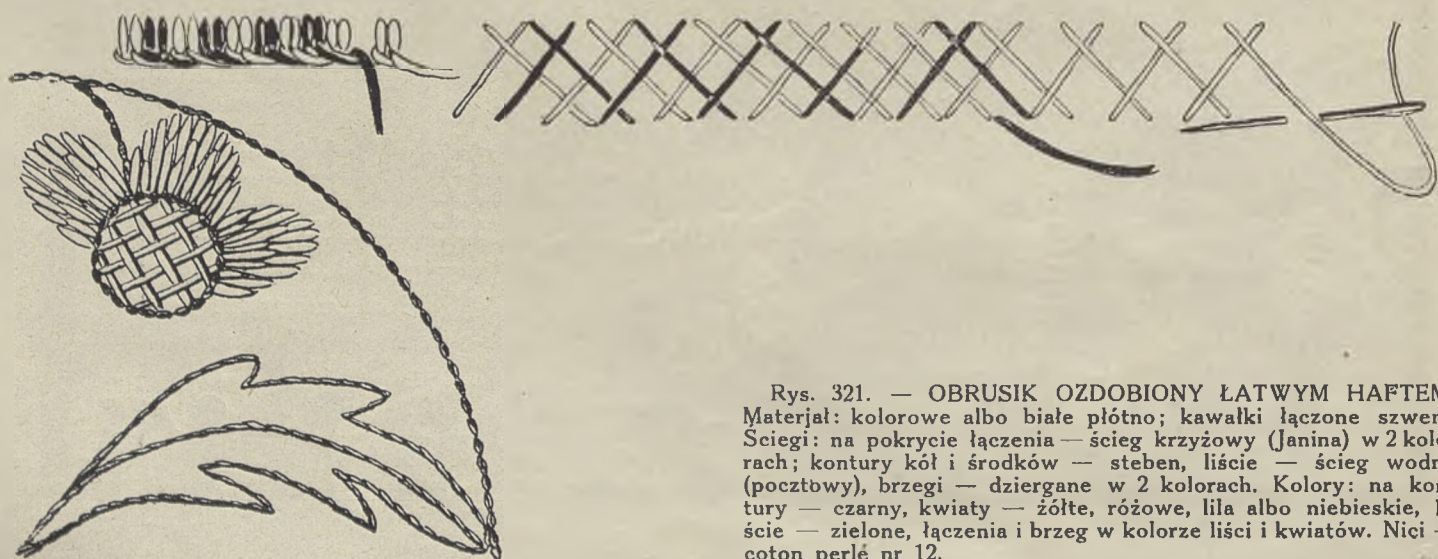 Rys. 321. — OBRUSIK OZDOBIONY ŁATWYM HAFTEM
Materjał: kolorowe albo białe płótno; kawałki łączone szwem
Sciegi: na pokrycie łączenia — ścieg krzyżowy (Janina) w 2 kolo
rach; kontury kół i środków — steben, liście — ścieg wodn
(pocztowy), brzegi — dziergane w 2 kolorach. Kolory: na kon
tury — czarny, kwiaty — żółte, różowe, lila albo niebieskie, l
ście — zielone, łączenia i brzeg w kolorze liści i kwiatów. Nici -
coton perlé nr 12.